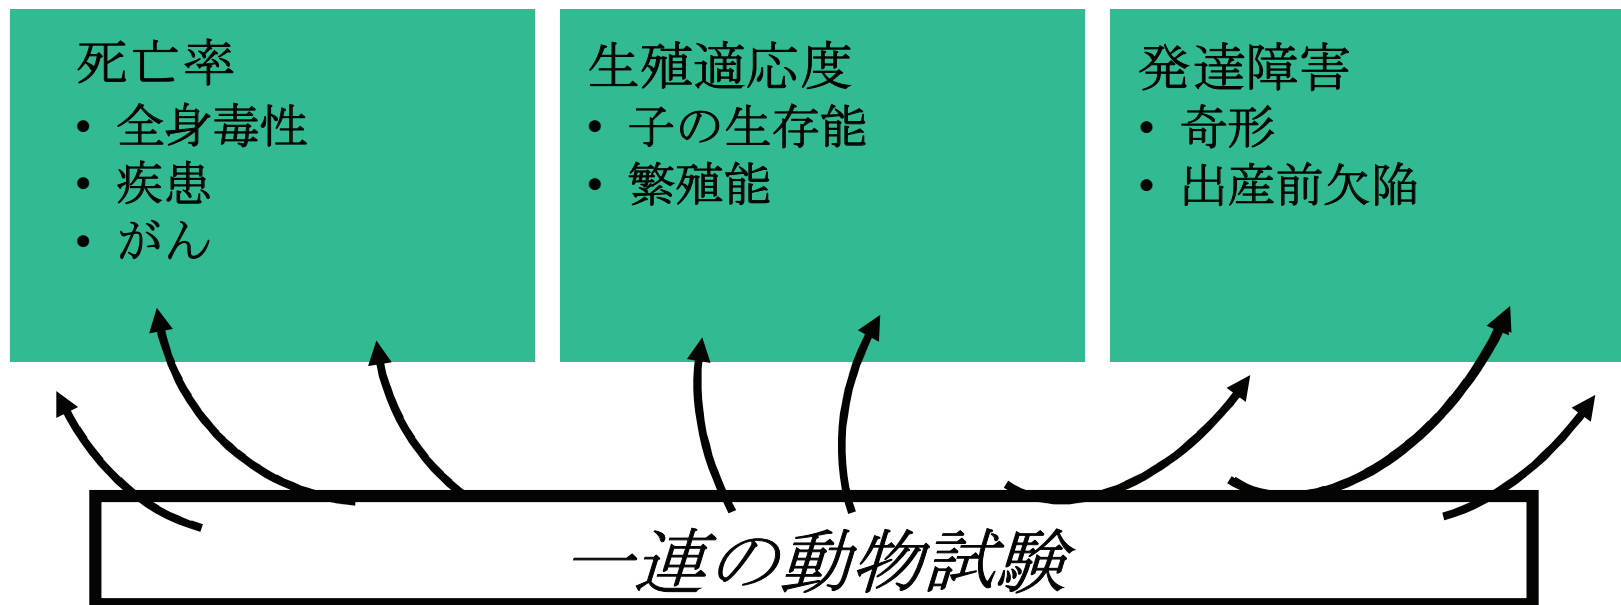 死亡率
• 全身毒性
• 疾患
• がん
生殖適応度
• 子の生存能
• 繁殖能
発達障害
• 奇形
• 出産前欠陥
一連の動物試験